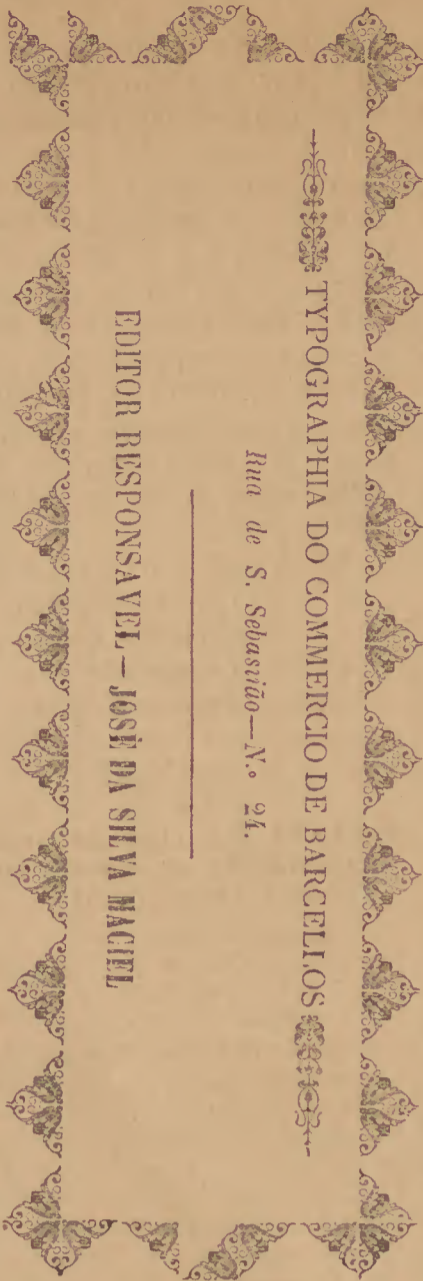 TYPOGRAPHIA DO COMMERCIO DE BARCELLOS
Rua de S. Sebastião—N.º 24.
EDITOR RESPONSAVEL — JOSÉ DA SILVA MACIEL